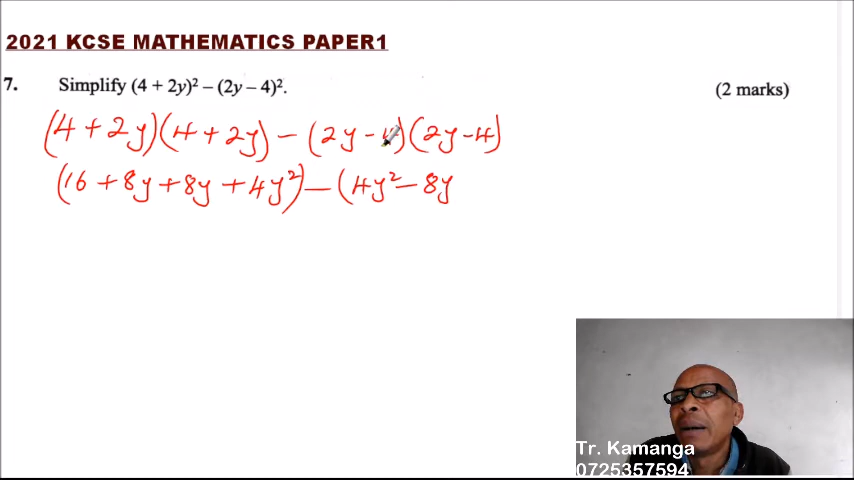 2021 KCSE MATHEMATICS PAPER1
7. Simplify (4 + 2y)² – (2y – 4)². (2 marks)
(4 + 2y)(4 + 2y) – (2y – 4)(2y – 4)
(16 + 8y + 8y + 4y²) – (4y² – 8y
Tr. Kamanga
0725357594